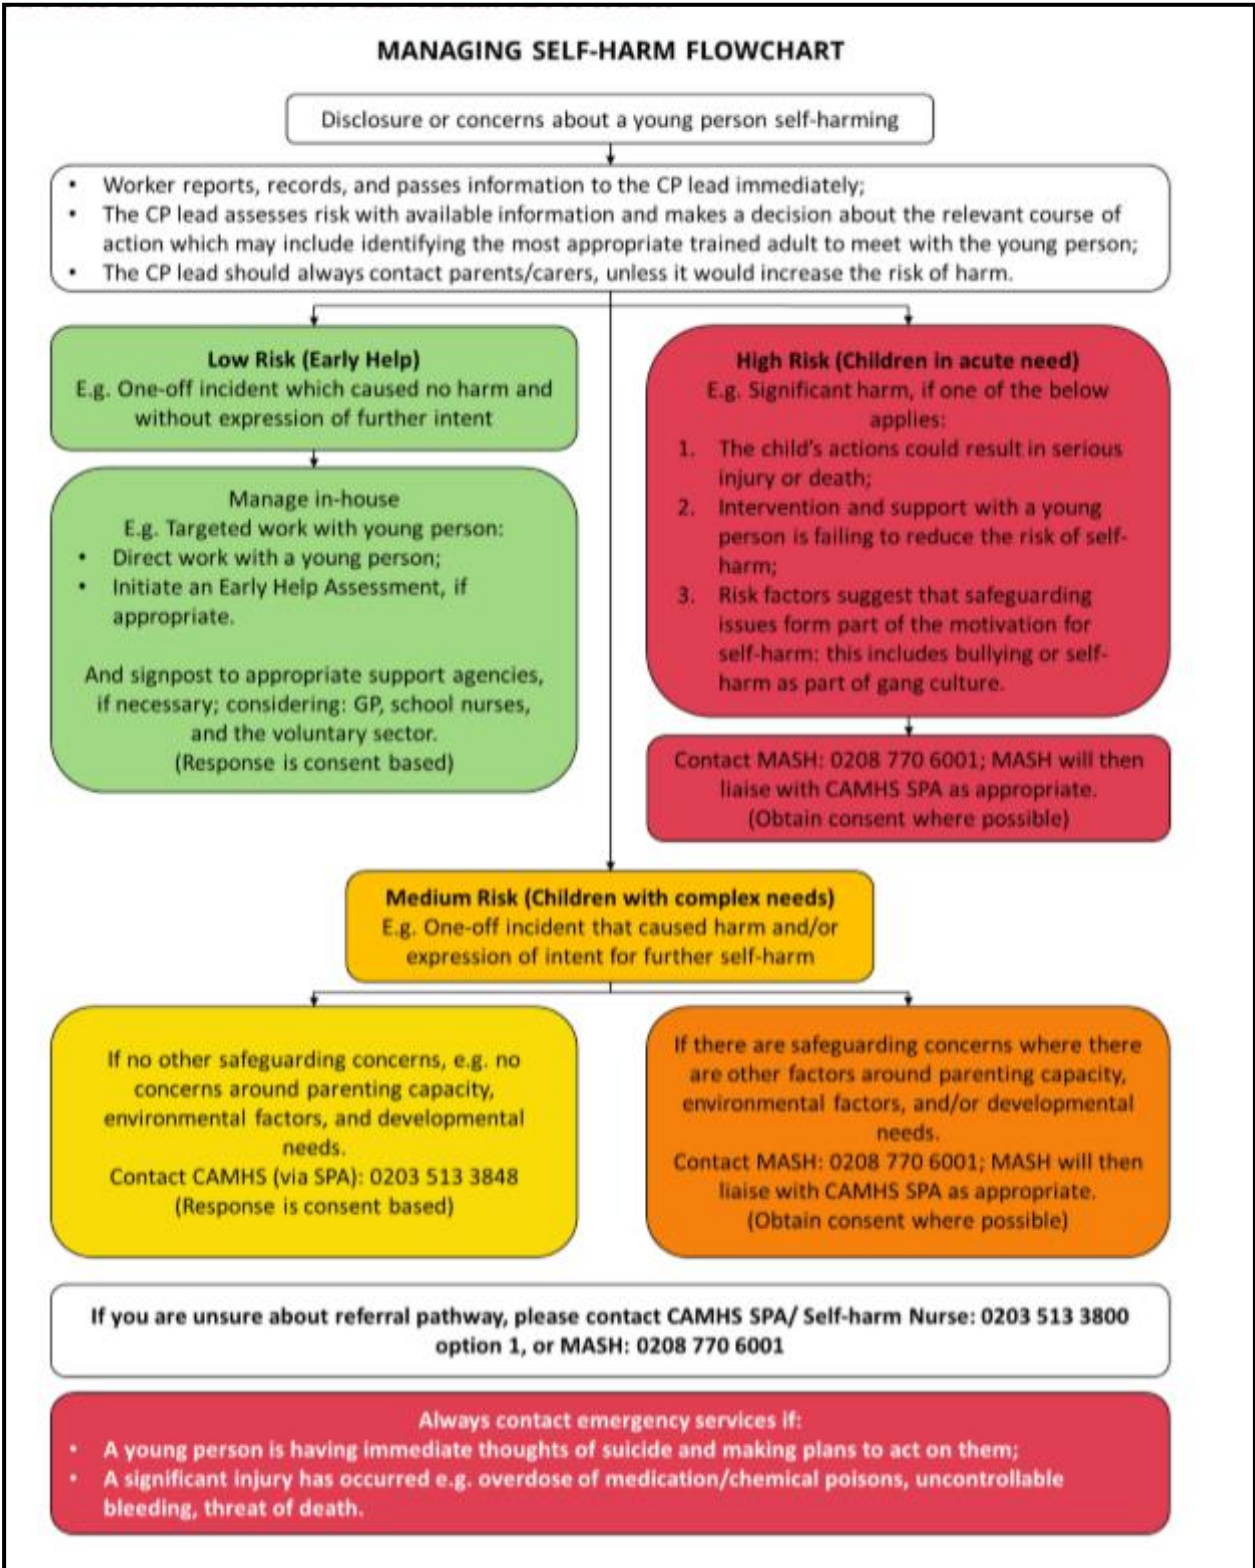 MANAGING SELF-HARM FLOWCHART
Disclosure or concerns about a young person self-harming
• Worker reports, records, and passes information to the CP lead immediately;
• The CP lead assesses risk with available information and makes a decision about the relevant course of
action which may include identifying the most appropriate trained adult to meet with the young person;
• The CP lead should always contact parents/carers, unless it would increase the risk of harm.
Low Risk (Early Help)
E.g. One-off incident which caused no harm and
without expression of further intent
Manage in-house
E.g. Targeted work with young person:
• Direct work with a young person;
• Initiate an Early Help Assessment, if
appropriate.
And signpost to appropriate support agencies,
if necessary; considering: GP, school nurses,
and the voluntary sector.
(Response is consent based)
High Risk (Children in acute need)
E.g. Significant harm, if one of the below
applies:
1. The child's actions could result in serious
injury or death;
2. Intervention and support with a young
person is failing to reduce the risk of self-
harm;
3. Risk factors suggest that safeguarding
issues form part of the motivation for
self-harm: this includes bullying or self-
harm as part of gang culture.
Contact MASH: 0208 770 6001; MASH will then
liaise with CAMHS SPA as appropriate.
(Obtain consent where possible)
Medium Risk (Children with complex needs)
E.g. One-off incident that caused harm and/or
expression of intent for further self-harm
If no other safeguarding concerns, e.g. no
concerns around parenting capacity,
environmental factors, and developmental
needs.
Contact CAMHS (via SPA): 0203 513 3848
(Response is consent based)
If there are safeguarding concerns where there
are other factors around parenting capacity,
environmental factors, and/or developmental
needs.
Contact MASH: 0208 770 6001; MASH will then
liaise with CAMHS SPA as appropriate.
(Obtain consent where possible)
If you are unsure about referral pathway, please contact CAMHS SPA/ Self-harm Nurse: 0203 513 3800
option 1, or MASH: 0208 770 6001
Always contact emergency services if:
• A young person is having immediate thoughts of suicide and making plans to act on them;
• A significant injury has occurred e.g. overdose of medication/chemical poisons, uncontrollable
bleeding, threat of death.